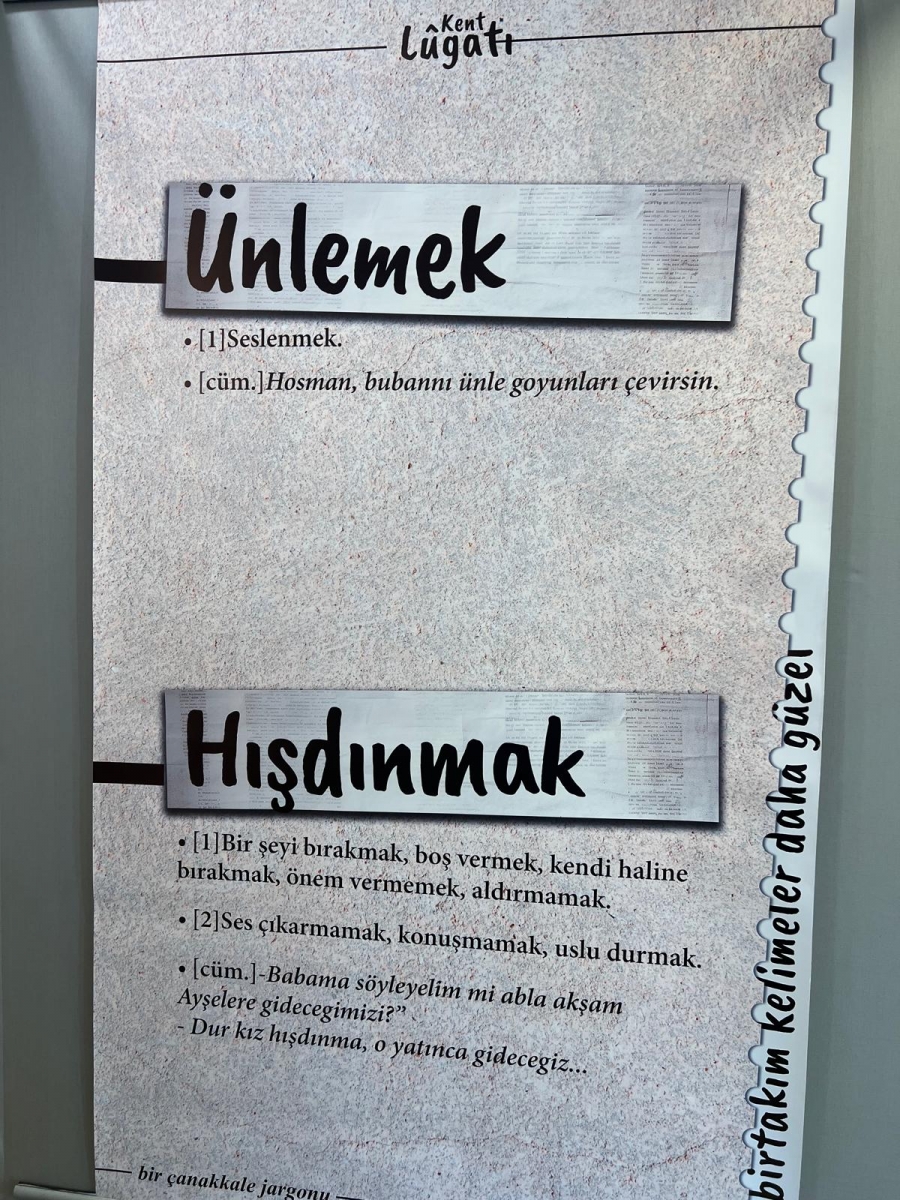 Kent
Lûgati
Ünlemek
• [1]Seslenmek.
• [cüm.]Hosman, bubannı ünle goyunları çevirsin.
Hışdınmak
• [1]Bir şeyi bırakmak, boş vermek, kendi haline
bırakmak, önem vermemek, aldırmamak.
• [2]Ses çıkarmamak, konuşmamak, uslu durmak.
• [cüm.]-Babama söyleyelim mi abla akşam
Ayşelere gidecegimizi?”
- Dur kız hışdınma, o yatınca gidecegiz...
birtakım kelimeler daha güzel
bir çanakkale jargonu